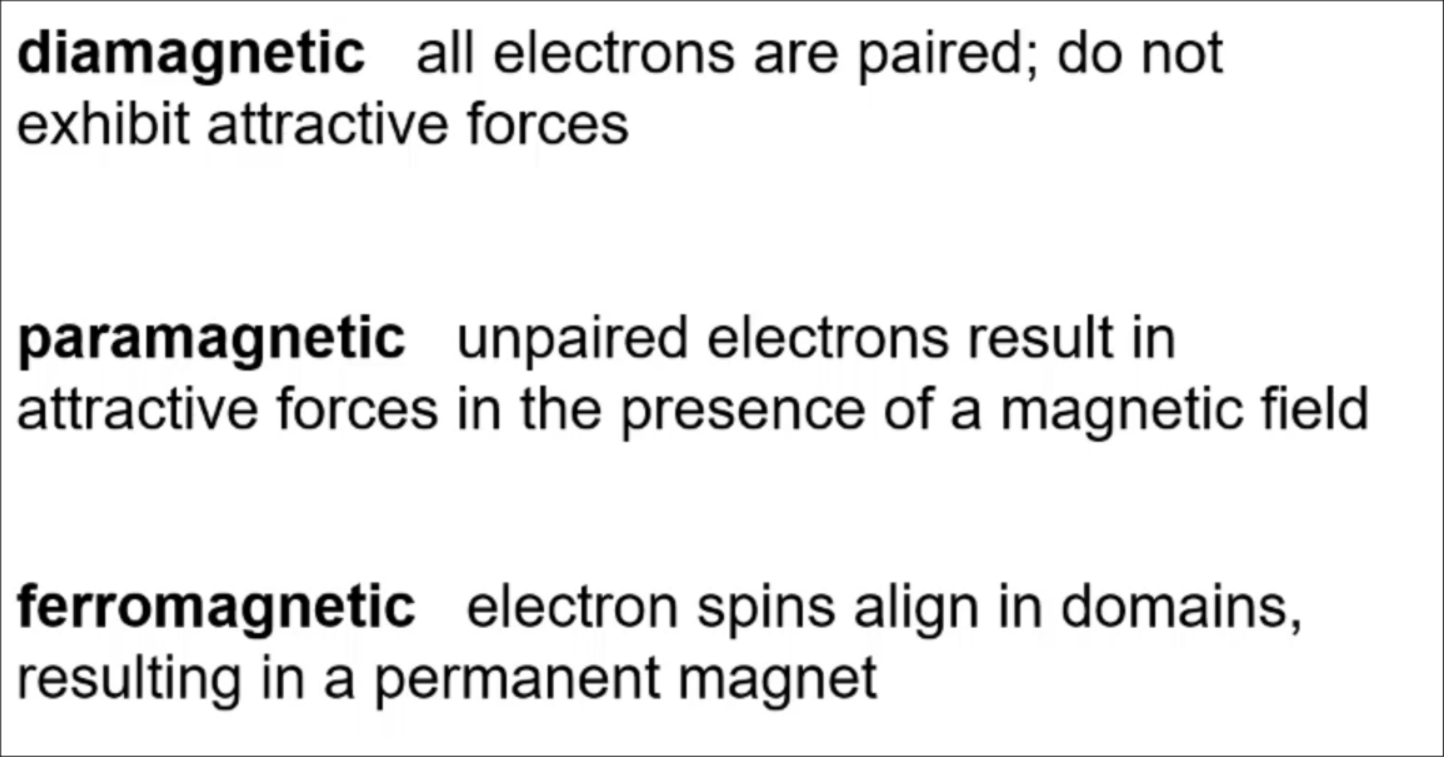 diamagnetic all electrons are paired; do not
exhibit attractive forces
paramagnetic unpaired electrons result in
attractive forces in the presence of a magnetic field
ferromagnetic electron spins align in domains,
resulting in a permanent magnet